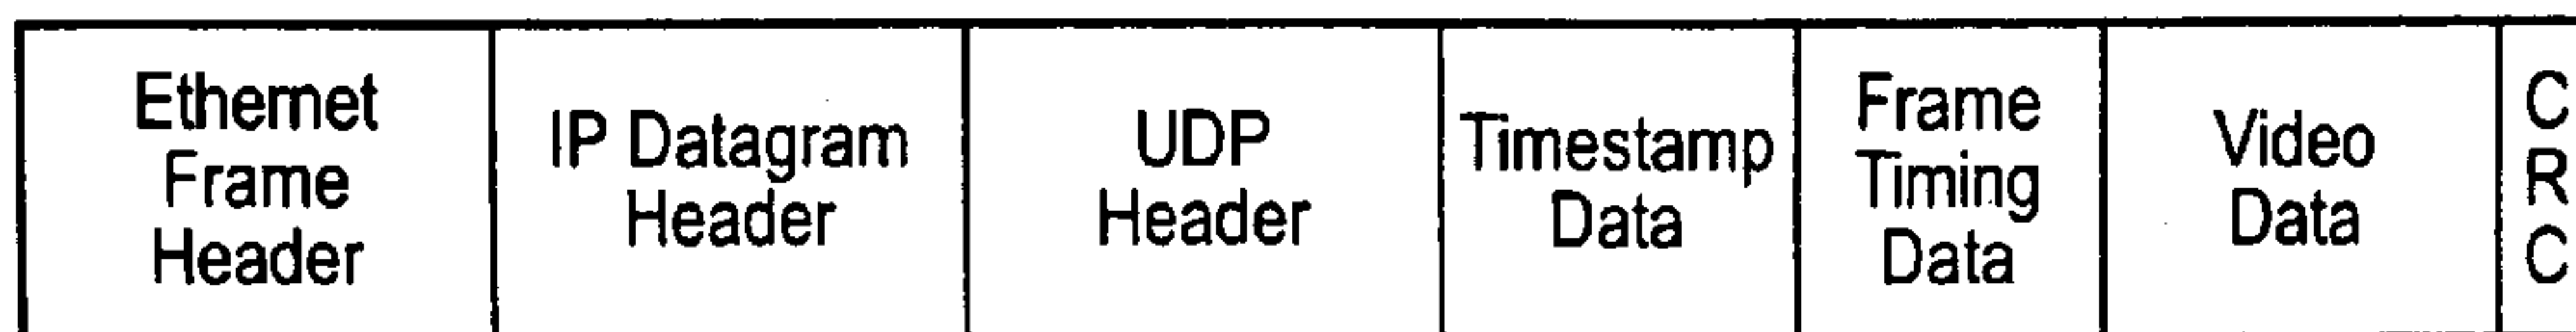 Ethernet
Frame
Header
IP Datagram
Header
UDP
Header
Timestamp
Data
Frame
Timing
Data
Video
Data
C
R
C